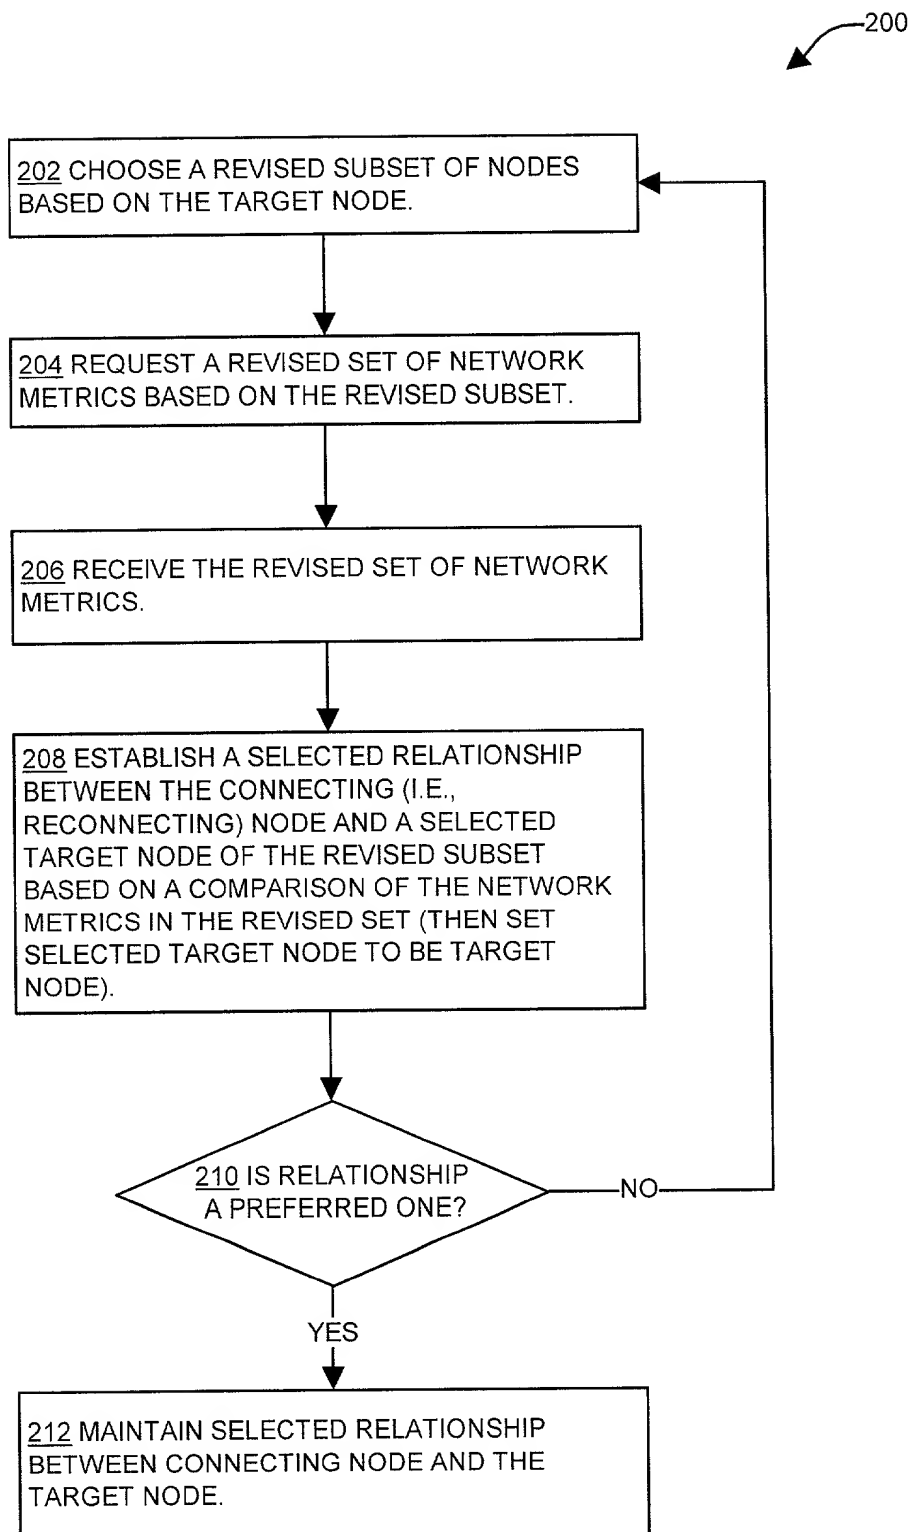 200
202 CHOOSE A REVISED SUBSET OF NODES
BASED ON THE TARGET NODE.
204 REQUEST A REVISED SET OF NETWORK
METRICS BASED ON THE REVISED SUBSET.
206 RECEIVE THE REVISED SET OF NETWORK
METRICS.
208 ESTABLISH A SELECTED RELATIONSHIP
BETWEEN THE CONNECTING (I.E.,
RECONNECTING) NODE AND A SELECTED
TARGET NODE OF THE REVISED SUBSET
BASED ON A COMPARISON OF THE NETWORK
METRICS IN THE REVISED SET (THEN SET
SELECTED TARGET NODE TO BE TARGET
NODE).
210 IS RELATIONSHIP
A PREFERRED ONE?
NO
YES
212 MAINTAIN SELECTED RELATIONSHIP
BETWEEN CONNECTING NODE AND THE
TARGET NODE.